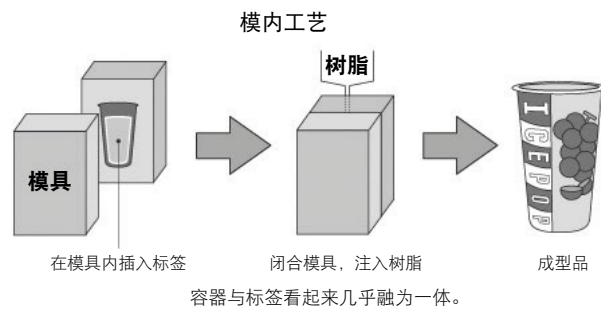 模内工艺
树脂
模具
ICEPOP
在模具内插入标签
闭合模具，注入树脂
成型品
容器与标签看起来几乎融为一体。